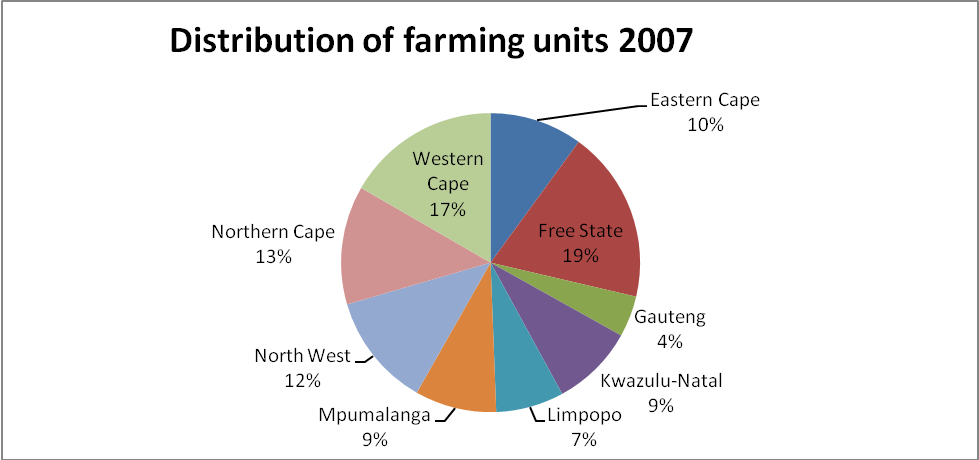 Distribution of farming units 2007
Eastern Cape
10%
Free State
19%
Gauteng
4%
Kwazulu-Natal
9%
Limpopo
7%
Mpumalanga
9%
North West
12%
Northern Cape
13%
Western
Cape
17%